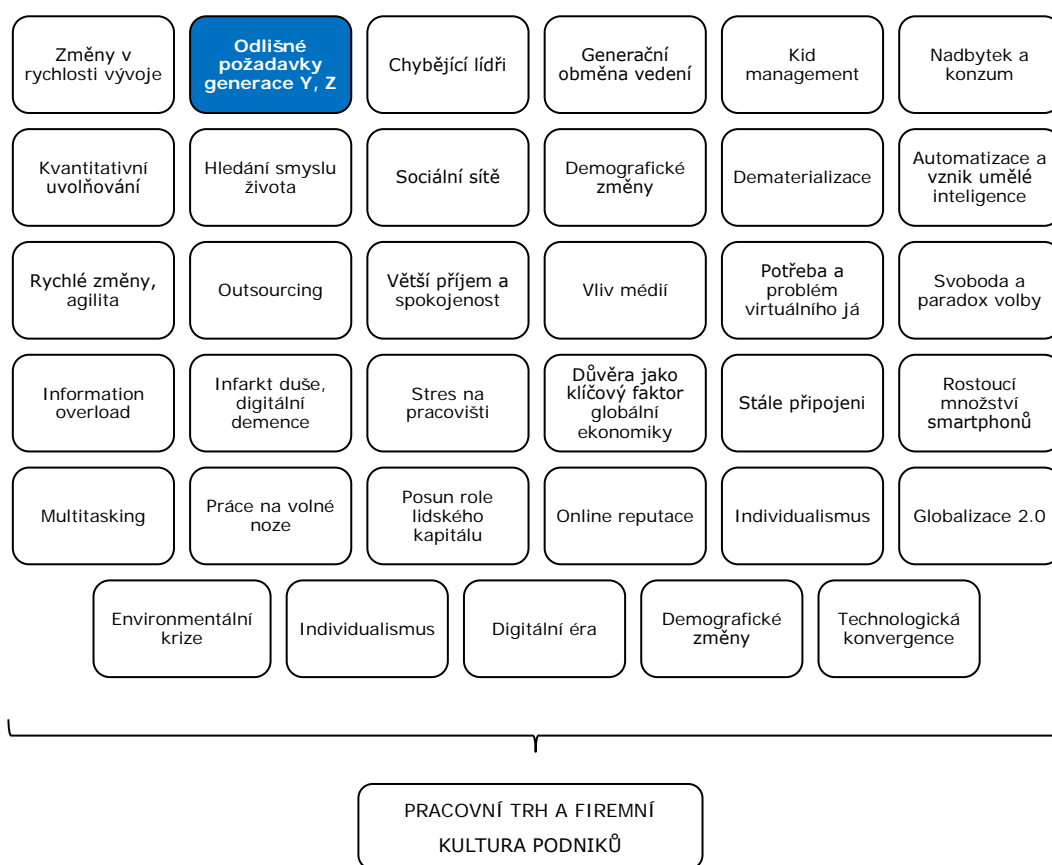 Změny v
rychlosti vývoje
Odlišné
požadavky
generace Y, Z
Chybějící lídři
Generační
obměna vedení
Kid
management
Nadbytek a
konzum
Kvantitativní
uvolňování
Hledání smyslu
života
Sociální sítě
Demografické
změny
Dematerializace
Automatizace a
vznik umělé
inteligence
Rychlé změny,
agilita
Outsourcing
Větší příjem a
spokojenost
Vliv médií
Potřeba a
problém
virtuálního já
Svoboda a
paradox volby
Information
overload
Infarkt duše,
digitální
demence
Stres na
pracovišti
Důvěra jako
klíčový faktor
globální
ekonomiky
Stále připojeni
Rostoucí
množství
smartphonů
Multitasking
Práce na volné
noze
Posun role
lidského
kapitálu
Online reputace
Individualismus
Globalizace 2.0
Environmentální
krize
Individualismus
Digitální éra
Demografické
změny
Technologická
konvergence
PRACOVNÍ TRH A FIREMNÍ
KULTURA PODNIKŮ